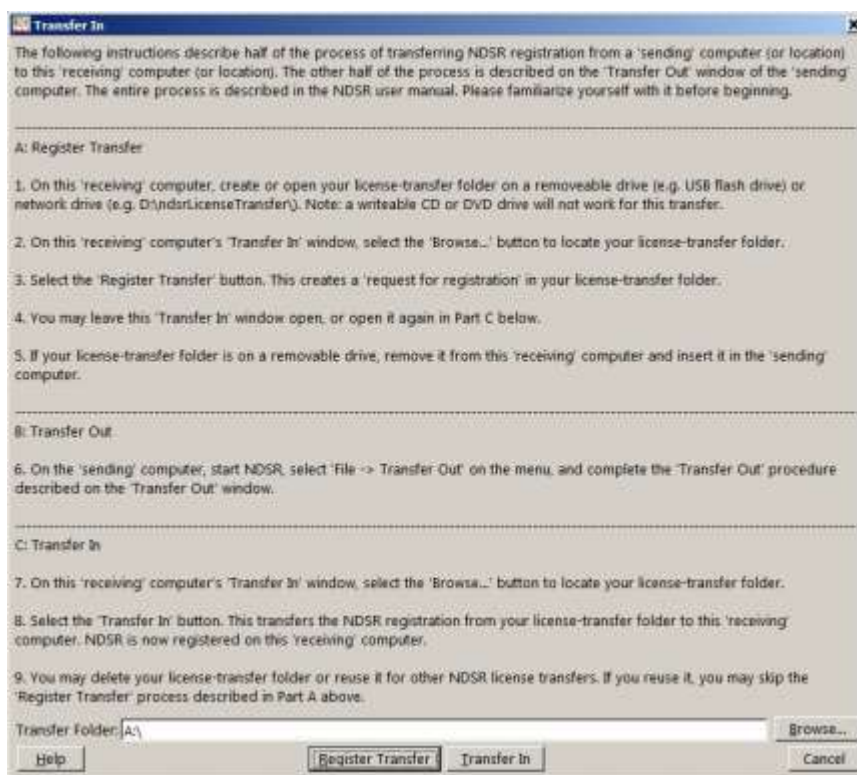 Transfer In
The following instructions describe half of the process of transferring NDSR registration from a 'sending' computer (or location)
to this 'receiving' computer (or location). The other half of the process is described on the 'Transfer Out' window of the 'sending'
computer. The entire process is described in the NDSR user manual. Please familiarize yourself with it before beginning.
A: Register Transfer
1. On this 'receiving' computer, create or open your license-transfer folder on a removeable drive (e.g. USB flash drive) or
network drive (e.g. D:\ndsrLicenseTransfer\). Note: a writeable CD or DVD drive will not work for this transfer.
2. On this 'receiving' computer's 'Transfer In' window, select the 'Browse...' button to locate your license-transfer folder.
3. Select the 'Register Transfer' button. This creates a 'request for registration' in your license-transfer folder.
4. You may leave this 'Transfer In' window open, or open it again in Part C below.
5. If your license-transfer folder is on a removable drive, remove it from this 'receiving' computer and insert it in the 'sending'
computer.
B: Transfer Out
6. On the 'sending' computer, start NDSR, select 'File -> Transfer Out' on the menu, and complete the 'Transfer Out' procedure
described on the 'Transfer Out' window.
C: Transfer In
7. On this 'receiving' computer's 'Transfer In' window, select the 'Browse...' button to locate your license-transfer folder.
8. Select the 'Transfer In' button. This transfers the NDSR registration from your license-transfer folder to this 'receiving'
computer. NDSR is now registered on this 'receiving' computer.
9. You may delete your license-transfer folder or reuse it for other NDSR license transfers. If you reuse it, you may skip the
'Register Transfer' process described in Part A above.
Transfer Folder: A:\ Browse...
Help Register Transfer Transfer In Cancel